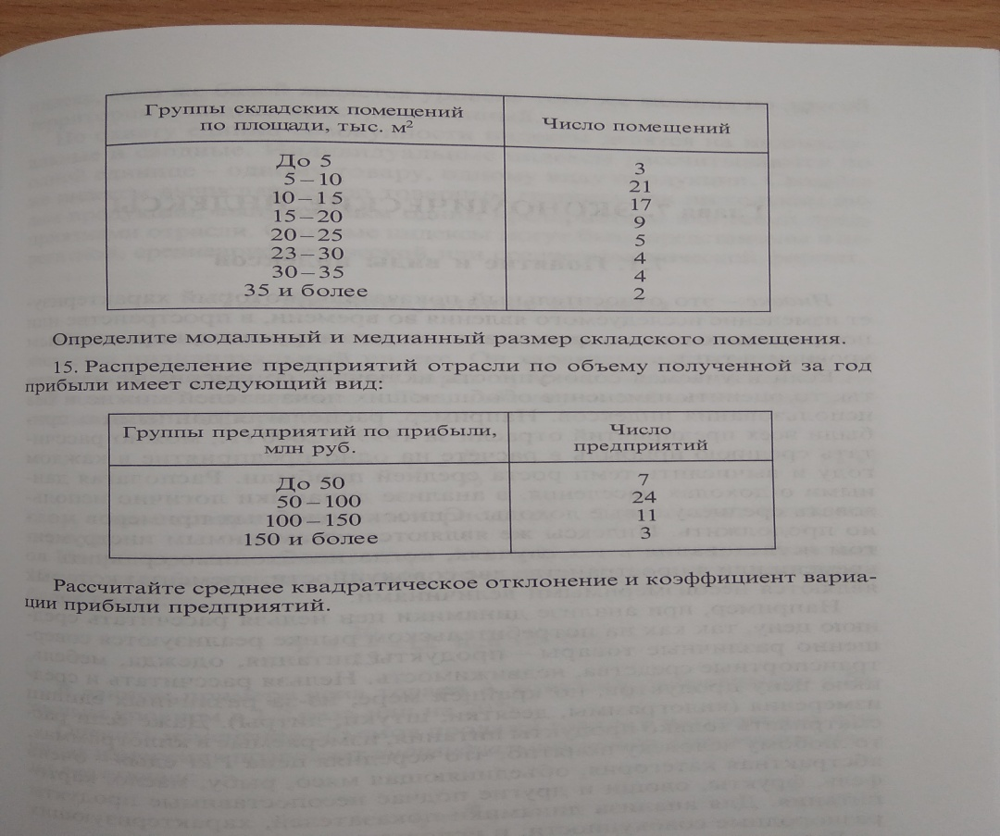 Группы складских помещений
по площади, тыс. м²
Число помещений
До 5
3
5–10
21
10–15
17
15–20
9
20–25
5
23–30
4
30–35
4
35 и более
2
Определите модальный и медианный размер складского помещения.
15. Распределение предприятий отрасли по объему полученной за год
прибыли имеет следующий вид:
Группы предприятий по прибыли,
млн руб.
Число
предприятий
До 50
7
50–100
24
100–150
11
150 и более
3
Рассчитайте среднее квадратическое отклонение и коэффициент вариа-
ции прибыли предприятий.